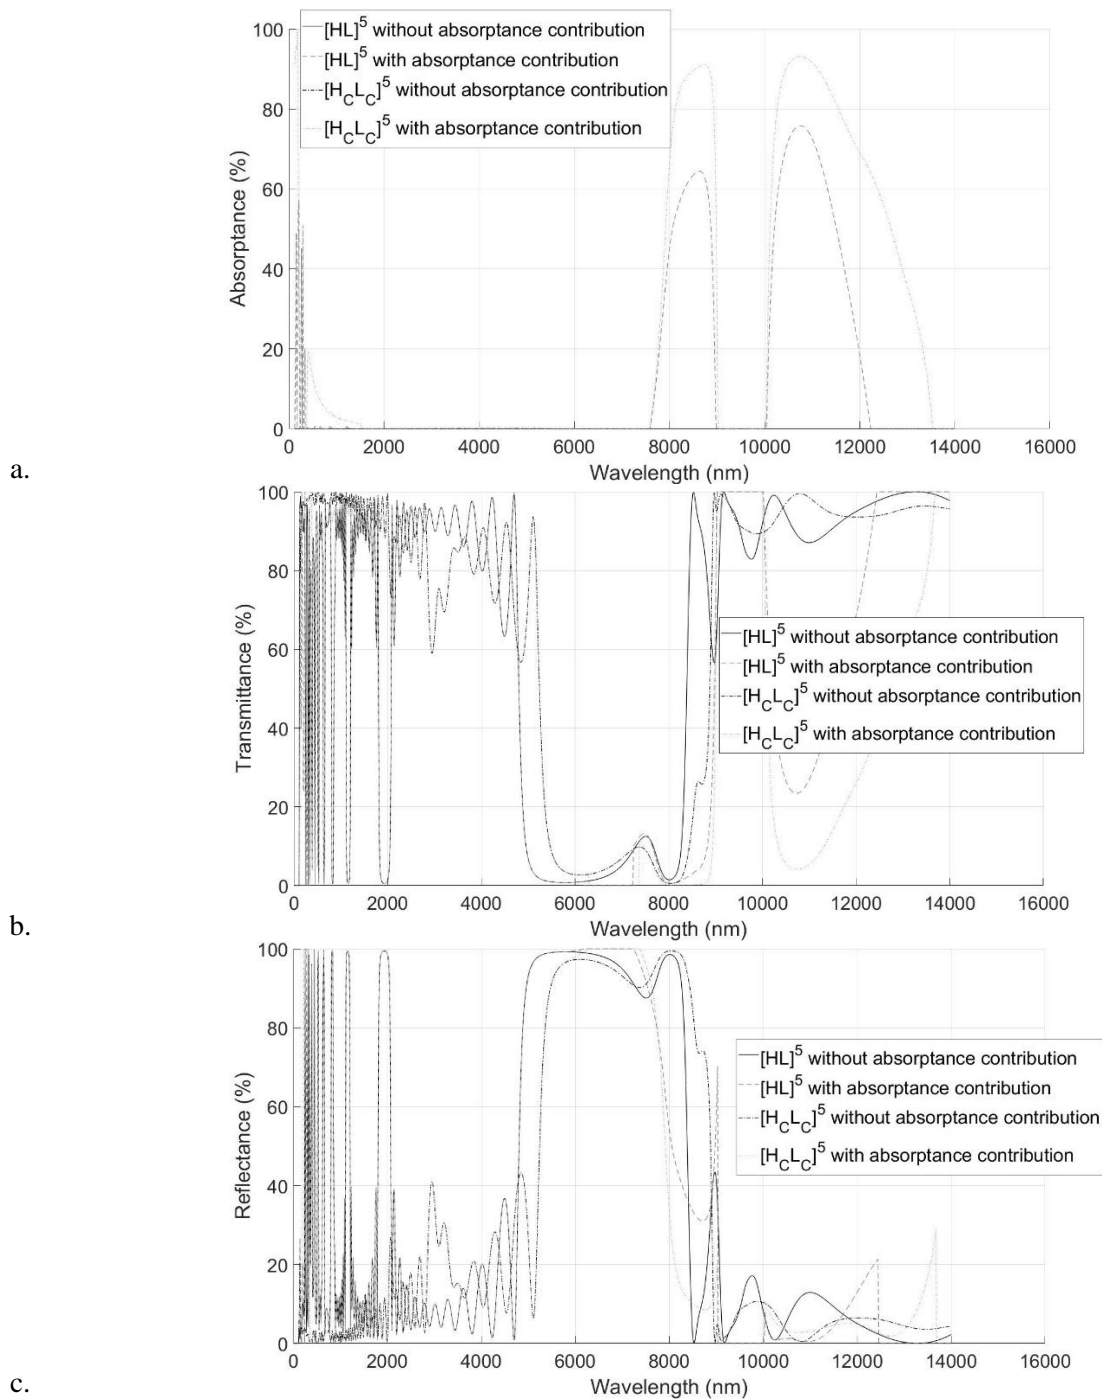 100
80
60
40
20
0
Absorptance (%)
[HL]5 without absorptance contribution
[HL]5 with absorptance contribution
[HCLC]5 without absorptance contribution
[HCLC]5 with absorptance contribution
0 2000 4000 6000 8000 10000 12000 14000 16000
Wavelength (nm)
a.
100
80
60
40
20
0
Transmittance (%)
[HL]5 without absorptance contribution
[HL]5 with absorptance contribution
[HCLC]5 without absorptance contribution
[HCLC]5 with absorptance contribution
0 2000 4000 6000 8000 10000 12000 14000 16000
Wavelength (nm)
b.
100
80
60
40
20
0
Reflectance (%)
[HL]5 without absorptance contribution
[HL]5 with absorptance contribution
[HCLC]5 without absorptance contribution
[HCLC]5 with absorptance contribution
0 2000 4000 6000 8000 10000 12000 14000 16000
Wavelength (nm)
c.